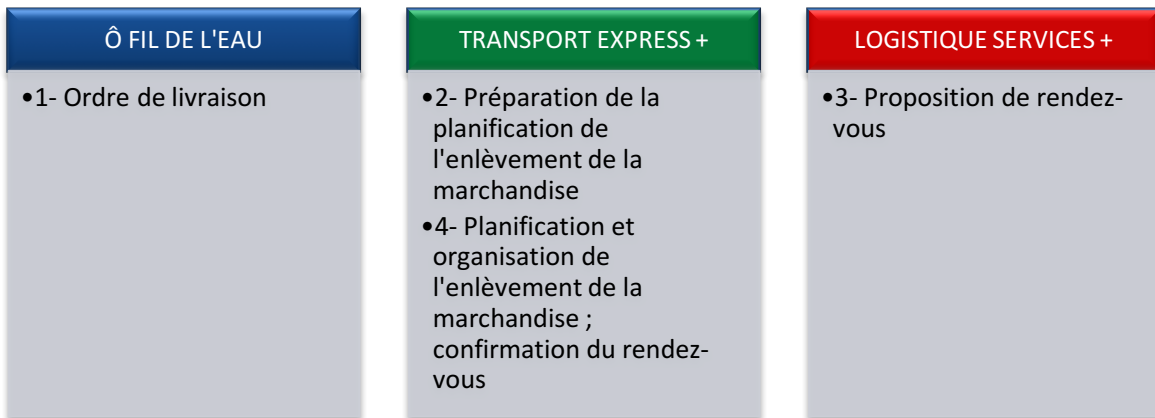 Ô FIL DE L'EAU
•1- Ordre de livraison
TRANSPORT EXPRESS +
•2- Préparation de la
planification de
l'enlèvement de la
marchandise
•4- Planification et
organisation de
l'enlèvement de la
marchandise ;
confirmation du rendez-
vous
LOGISTIQUE SERVICES +
•3- Proposition de rendez-
vous